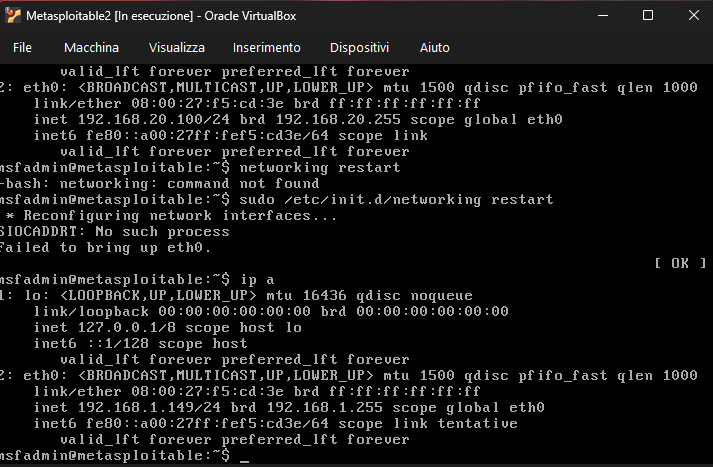 Metasploitable2 [In esecuzione] - Oracle VirtualBox
File Macchina Visualizza Inserimento Dispositivi Aiuto
valid_lft forever preferred_lft forever
2: eth0: <BROADCAST,MULTICAST,UP,LOWER_UP> mtu 1500 qdisc pfifo_fast qlen 1000
link/ether 08:00:27:f5:cd:3e brd ff:ff:ff:ff:ff:ff
inet 192.168.20.100/24 brd 192.168.20.255 scope global eth0
inet6 fe80::a00:27ff:fef5:cd3e/64 scope link
valid_lft forever preferred_lft forever
msfadmin@metasploitable:~$ networking restart
-bash: networking: command not found
msfadmin@metasploitable:~$ sudo /etc/init.d/networking restart
* Reconfiguring network interfaces...
SIOCADDRT: No such process
Failed to bring up eth0.
[ OK ]
msfadmin@metasploitable:~$ ip a
1: lo: <LOOPBACK,UP,LOWER_UP> mtu 16436 qdisc noqueue
link/loopback 00:00:00:00:00:00 brd 00:00:00:00:00:00
inet 127.0.0.1/8 scope host lo
inet6 ::1/128 scope host
valid_lft forever preferred_lft forever
2: eth0: <BROADCAST,MULTICAST,UP,LOWER_UP> mtu 1500 qdisc pfifo_fast qlen 1000
link/ether 08:00:27:f5:cd:3e brd ff:ff:ff:ff:ff:ff
inet 192.168.1.149/24 brd 192.168.1.255 scope global eth0
inet6 fe80::a00:27ff:fef5:cd3e/64 scope link tentative
valid_lft forever preferred_lft forever
msfadmin@metasploitable:~$ _